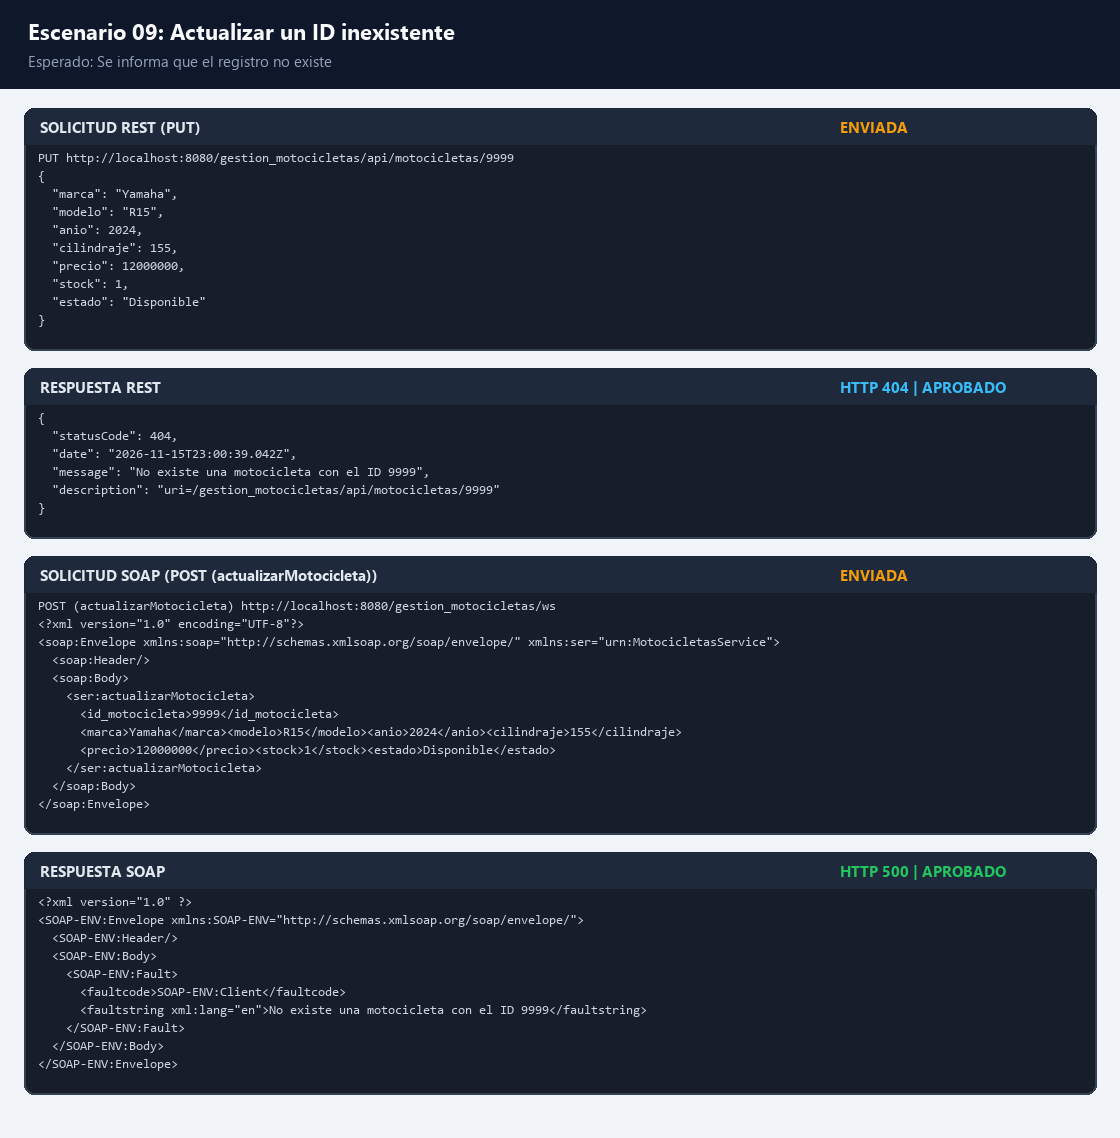 Escenario 09: Actualizar un ID inexistente
Esperado: Se informa que el registro no existe
SOLICITUD REST (PUT)
ENVIADA
PUT http://localhost:8080/gestion_motocicletas/api/motocicletas/9999
{
  "marca": "Yamaha",
  "modelo": "R15",
  "anio": 2024,
  "cilindraje": 155,
  "precio": 12000000,
  "stock": 1,
  "estado": "Disponible"
}
RESPUESTA REST
HTTP 404 | APROBADO
{
  "statusCode": 404,
  "date": "2026-11-15T23:00:39.042Z",
  "message": "No existe una motocicleta con el ID 9999",
  "description": "uri=/gestion_motocicletas/api/motocicletas/9999"
}
SOLICITUD SOAP (POST (actualizarMotocicleta))
ENVIADA
POST (actualizarMotocicleta) http://localhost:8080/gestion_motocicletas/ws
<?xml version="1.0" encoding="UTF-8"?>
<soap:Envelope xmlns:soap="http://schemas.xmlsoap.org/soap/envelope/" xmlns:ser="urn:MotocicletasService">
  <soap:Header/>
  <soap:Body>
    <ser:actualizarMotocicleta>
      <id_motocicleta>9999</id_motocicleta>
      <marca>Yamaha</marca><modelo>R15</modelo><anio>2024</anio><cilindraje>155</cilindraje>
      <precio>12000000</precio><stock>1</stock><estado>Disponible</estado>
    </ser:actualizarMotocicleta>
  </soap:Body>
</soap:Envelope>
RESPUESTA SOAP
HTTP 500 | APROBADO
<?xml version="1.0" ?>
<SOAP-ENV:Envelope xmlns:SOAP-ENV="http://schemas.xmlsoap.org/soap/envelope/">
  <SOAP-ENV:Header/>
  <SOAP-ENV:Body>
    <SOAP-ENV:Fault>
      <faultcode>SOAP-ENV:Client</faultcode>
      <faultstring xml:lang="en">No existe una motocicleta con el ID 9999</faultstring>
    </SOAP-ENV:Fault>
  </SOAP-ENV:Body>
</SOAP-ENV:Envelope>